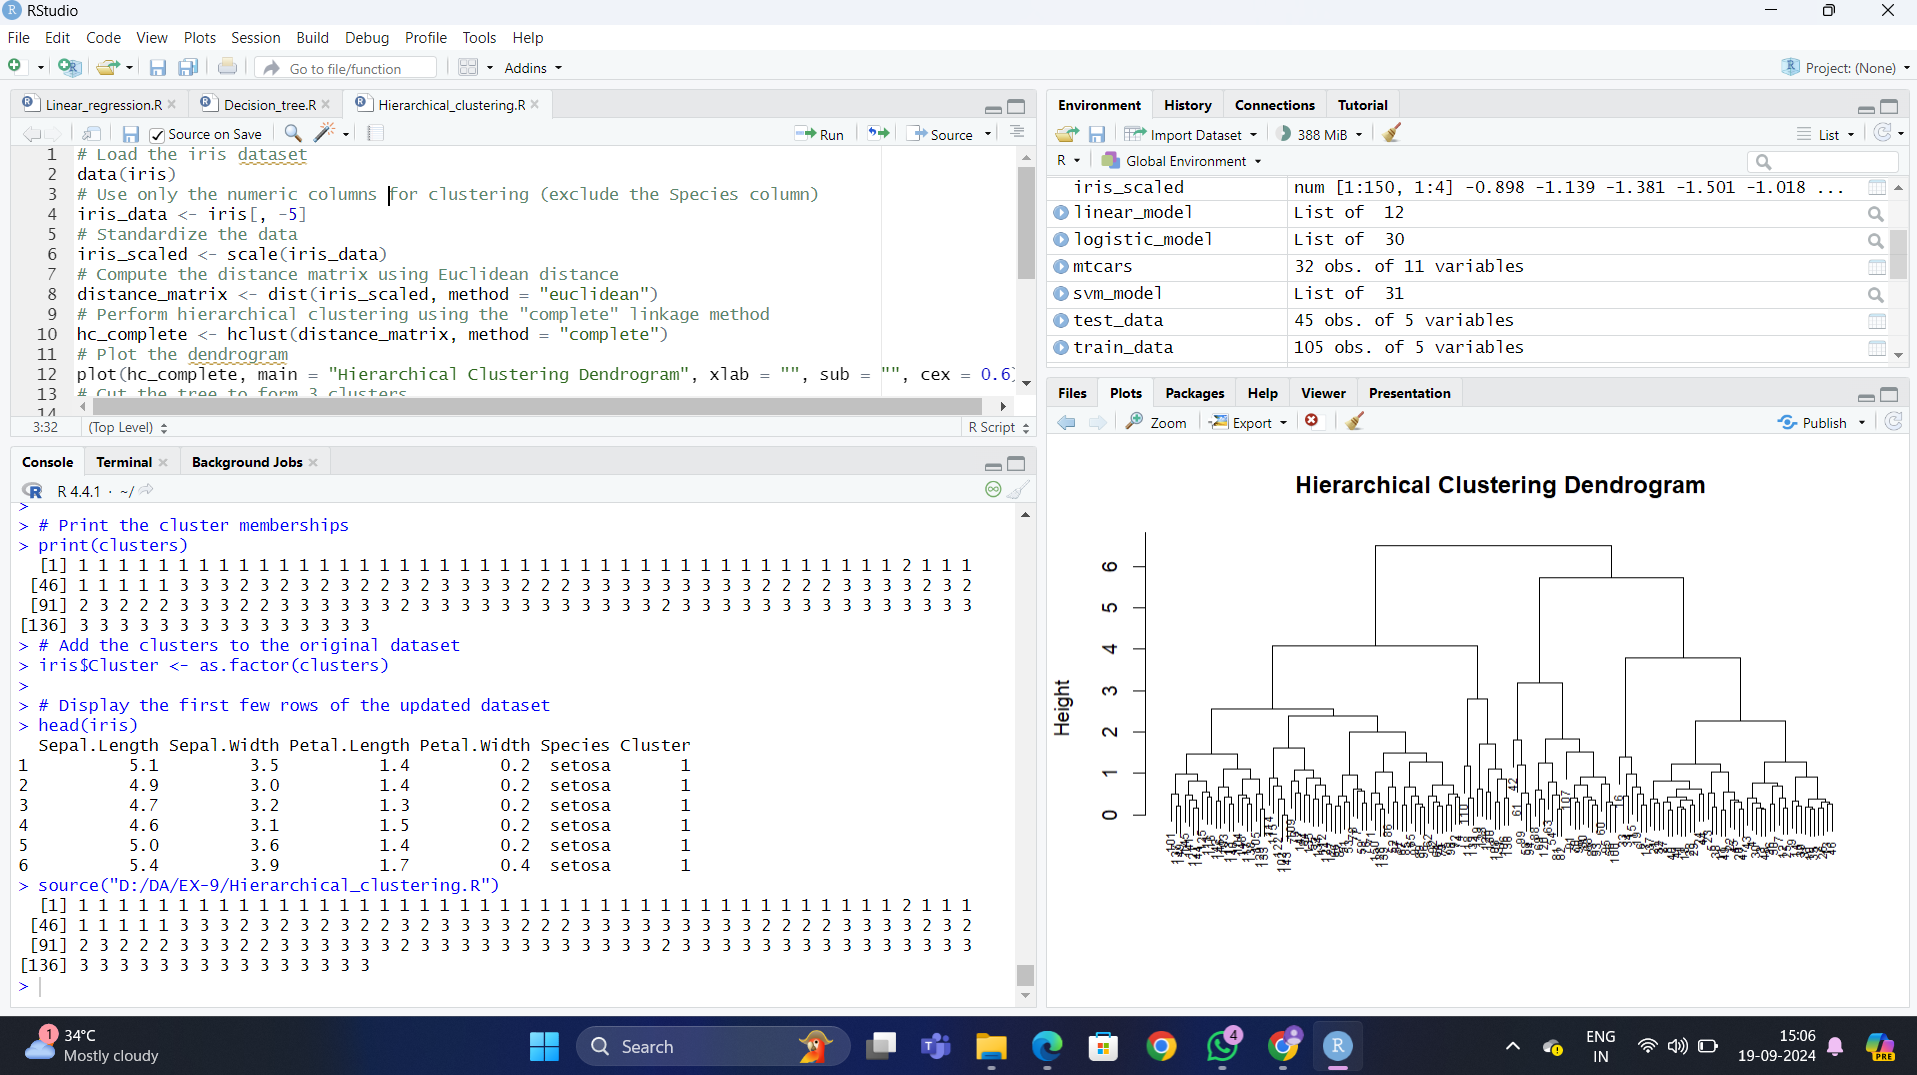 RStudio
File Edit Code View Plots Session Build Debug Profile Tools Help
Go to file/function Addins Project: (None)
Linear_regression.R Decision_tree.R Hierarchical_clustering.R
Source on Save Run Source
1 # Load the iris dataset
2 data(iris)
3 # Use only the numeric columns for clustering (exclude the Species column)
4 iris_data <- iris[, -5]
5 # Standardize the data
6 iris_scaled <- scale(iris_data)
7 # Compute the distance matrix using Euclidean distance
8 distance_matrix <- dist(iris_scaled, method = "euclidean")
9 # Perform hierarchical clustering using the "complete" linkage method
10 hc_complete <- hclust(distance_matrix, method = "complete")
11 # Plot the dendrogram
12 plot(hc_complete, main = "Hierarchical Clustering Dendrogram", xlab = "", sub = "", cex = 0.6)
13 # Cut the tree to form 3 clusters
14
3:32 (Top Level) R Script
Console Terminal Background Jobs
R 4.4.1 · ~/
>
> # Print the cluster memberships
> print(clusters)
[1] 1 1 1 1 1 1 1 1 1 1 1 1 1 1 1 1 1 1 1 1 1 1 1 1 1 1 1 1 1 1 1 1 1 1 1 1 1 1 1 1 1 2 1 1 1
[46] 1 1 1 1 1 3 3 3 2 3 2 3 2 3 2 2 3 2 3 3 3 3 2 2 2 3 3 3 3 3 3 3 3 3 2 2 2 2 3 3 3 3 2 3 2
[91] 2 3 2 2 2 3 3 3 2 2 3 3 3 3 3 3 2 3 3 3 3 3 3 3 3 3 3 3 3 2 3 3 3 3 3 3 3 3 3 3 3 3 3 3 3
[136] 3 3 3 3 3 3 3 3 3 3 3 3 3 3 3
> # Add the clusters to the original dataset
> iris$Cluster <- as.factor(clusters)
>
> # Display the first few rows of the updated dataset
> head(iris)
Sepal.Length Sepal.Width Petal.Length Petal.Width Species Cluster
1 5.1 3.5 1.4 0.2 setosa 1
2 4.9 3.0 1.4 0.2 setosa 1
3 4.7 3.2 1.3 0.2 setosa 1
4 4.6 3.1 1.5 0.2 setosa 1
5 5.0 3.6 1.4 0.2 setosa 1
6 5.4 3.9 1.7 0.4 setosa 1
> source("D:/DA/EX-9/Hierarchical_clustering.R")
[1] 1 1 1 1 1 1 1 1 1 1 1 1 1 1 1 1 1 1 1 1 1 1 1 1 1 1 1 1 1 1 1 1 1 1 1 1 1 1 1 1 1 2 1 1 1
[46] 1 1 1 1 1 3 3 3 2 3 2 3 2 3 2 2 3 2 3 3 3 3 2 2 2 3 3 3 3 3 3 3 3 3 2 2 2 2 3 3 3 3 2 3 2
[91] 2 3 2 2 2 3 3 3 2 2 3 3 3 3 3 3 2 3 3 3 3 3 3 3 3 3 3 3 3 2 3 3 3 3 3 3 3 3 3 3 3 3 3 3 3
[136] 3 3 3 3 3 3 3 3 3 3 3 3 3 3 3
>
Environment History Connections Tutorial
Import Dataset 388 MiB List
R Global Environment
iris_scaled num [1:150, 1:4] -0.898 -1.139 -1.381 -1.501 -1.018 ...
linear_model List of 12
logistic_model List of 30
mtcars 32 obs. of 11 variables
svm_model List of 31
test_data 45 obs. of 5 variables
train_data 105 obs. of 5 variables
Files Plots Packages Help Viewer Presentation
Zoom Export Publish
Hierarchical Clustering Dendrogram
Height
6
5
4
3
2
1
0
42
61
107
110
16
63
60
1 34°C
Mostly cloudy
Search
4
ENG
IN
15:06
19-09-2024
PRE